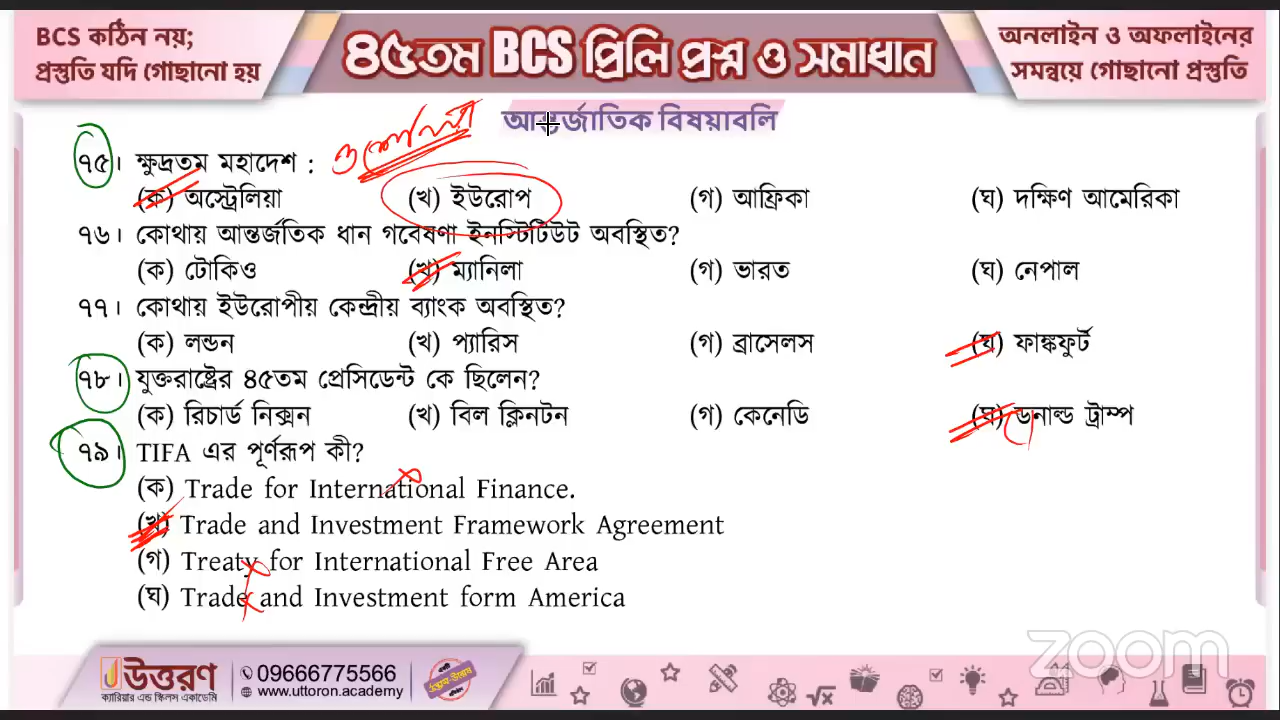 BCS কঠিন নয়;
প্রস্তুতি যদি গোছানো হয়
৪৫তম BCS প্রিলি প্রশ্ন ও সমাধান
অনলাইন ও অফলাইনের
সমন্বয়ে গোছানো প্রস্তুতি
আন্তর্জাতিক বিষয়াবলি
৭৫। ক্ষুদ্রতম মহাদেশ :
(ক) অস্ট্রেলিয়া (খ) ইউরোপ (গ) আফ্রিকা (ঘ) দক্ষিণ আমেরিকা
৭৬। কোথায় আন্তর্জাতিক ধান গবেষণা ইনস্টিটিউট অবস্থিত?
(ক) টোকিও (খ) ম্যানিলা (গ) ভারত (ঘ) নেপাল
৭৭। কোথায় ইউরোপীয় কেন্দ্রীয় ব্যাংক অবস্থিত?
(ক) লন্ডন (খ) প্যারিস (গ) ব্রাসেলস (ঘ) ফাঙ্কফুর্ট
৭৮। যুক্তরাষ্ট্রের ৪৫তম প্রেসিডেন্ট কে ছিলেন?
(ক) রিচার্ড নিক্সন (খ) বিল ক্লিনটন (গ) কেনেডি (ঘ) ডনাল্ড ট্রাম্প
৭৯। TIFA এর পূর্ণরূপ কী?
(ক) Trade for International Finance.
(খ) Trade and Investment Framework Agreement
(গ) Treaty for International Free Area
(ঘ) Trade and Investment form America
zoom
উত্তরণ
ক্যারিয়ার এন্ড স্কিলস একাডেমি
09666775566
www.uttoron.academy